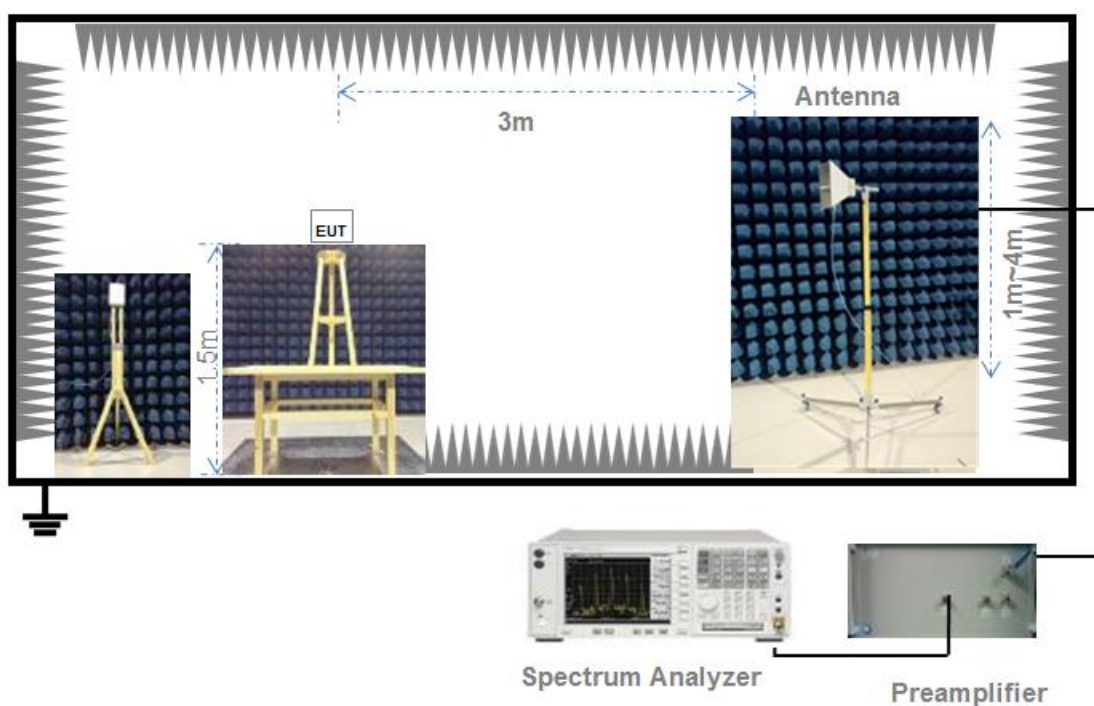 Antenna
3m
EUT
1.5m
1m~4m
Spectrum Analyzer
Preamplifier